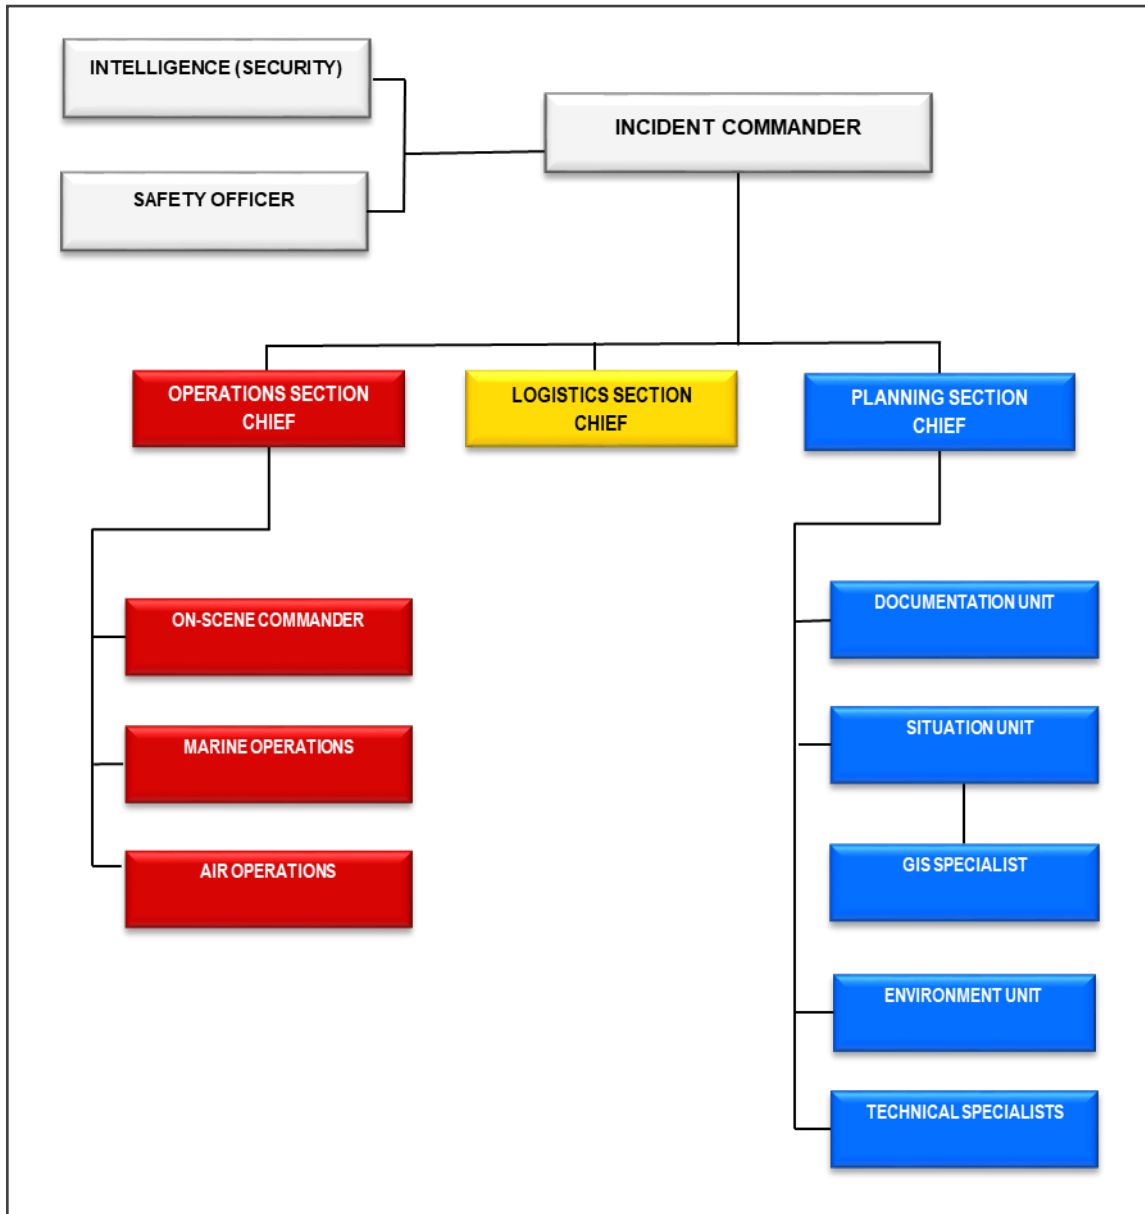 INTELLIGENCE (SECURITY)
INCIDENT COMMANDER
SAFETY OFFICER
OPERATIONS SECTION
CHIEF
LOGISTICS SECTION
CHIEF
PLANNING SECTION
CHIEF
ON-SCENE COMMANDER
MARINE OPERATIONS
AIR OPERATIONS
DOCUMENTATION UNIT
SITUATION UNIT
GIS SPECIALIST
ENVIRONMENT UNIT
TECHNICAL SPECIALISTS